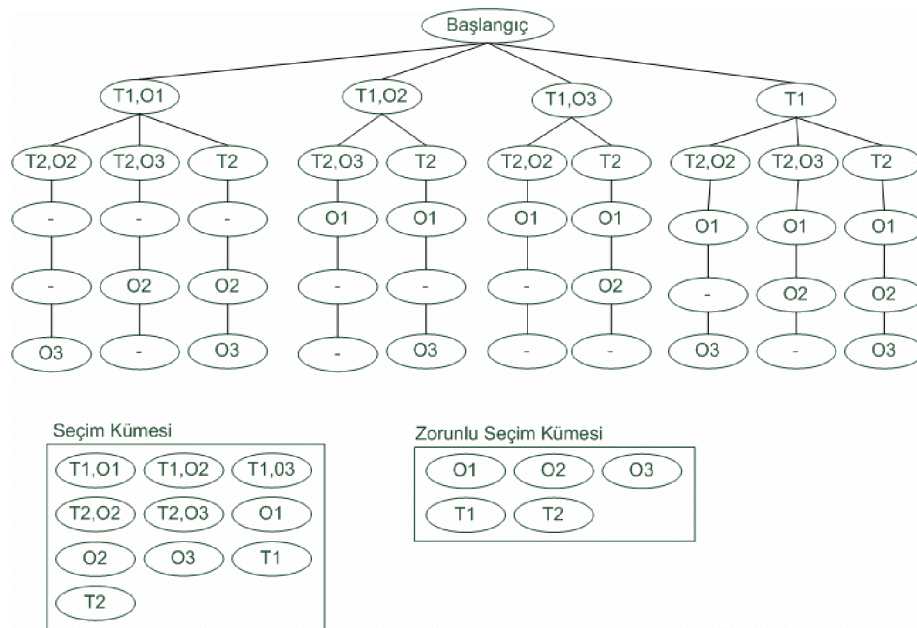 Başlangıç
T1,O1 T1,O2 T1,O3 T1
T2,O2 T2,O3 T2 T2,O3 T2 T2,O2 T2 T2,O2 T2,O3 T2
- - - O1 O1 O1 O1 O1 O1 O1
- O2 O2 - - - O2 - O2 O2
O3 - O3 - O3 - - O3 - O3
Seçim Kümesi
T1,O1 T1,O2 T1,03
T2,O2 T2,O3 O1
O2 O3 T1
T2
Zorunlu Seçim Kümesi
O1 O2 O3
T1 T2